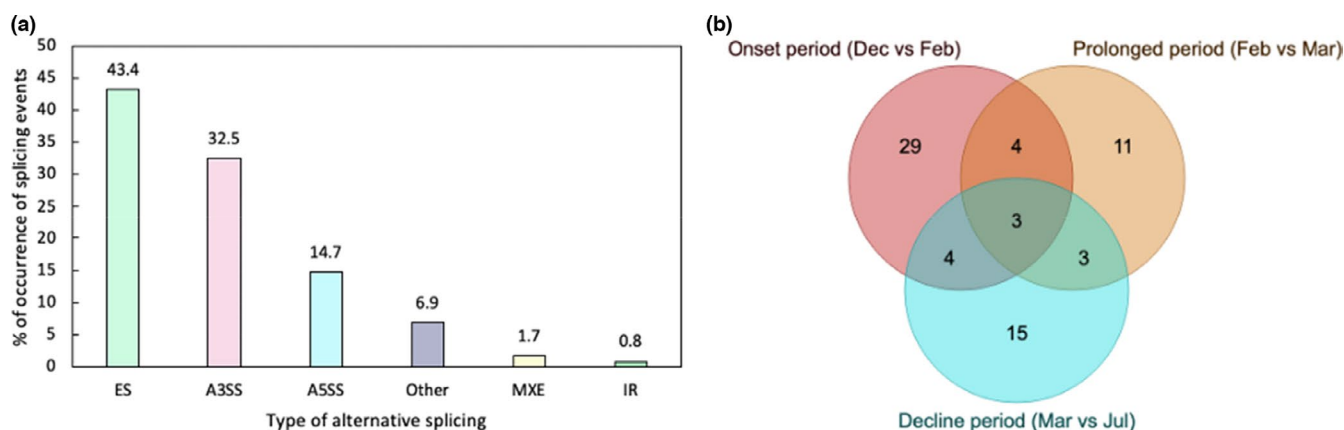 (a)
50
45
40
35
30
25
20
15
10
5
0
% of occurrence of splicing events
43.4
32.5
14.7
6.9
1.7
0.8
ES A3SS A5SS Other MXE IR
Type of alternative splicing
(b)
Onset period (Dec vs Feb) Prolonged period (Feb vs Mar)
29 4 11
3
4 3
15
Decline period (Mar vs Jul)